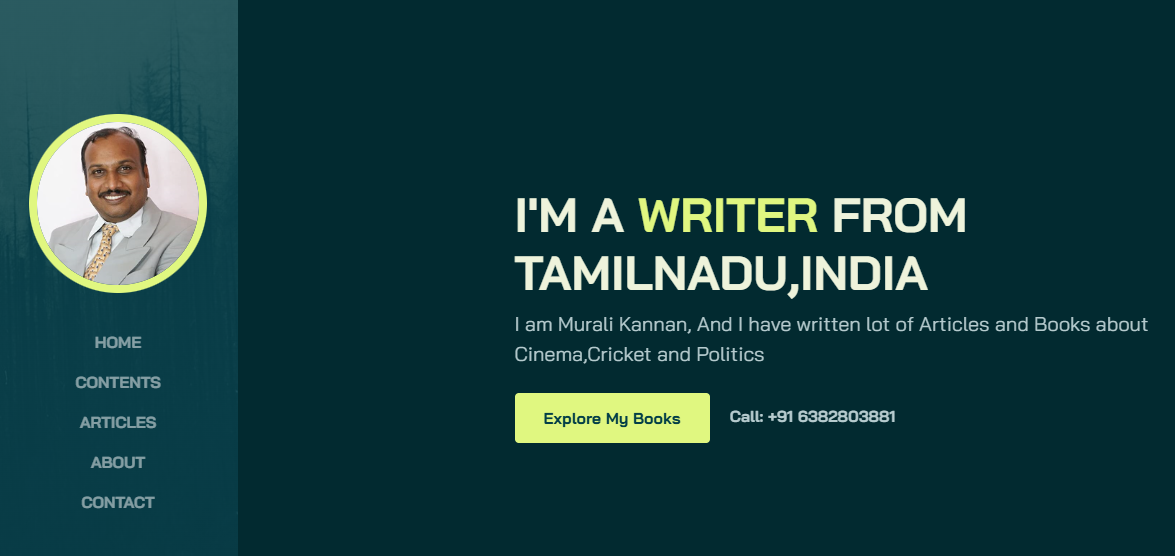 HOME
CONTENTS
ARTICLES
ABOUT
CONTACT
I'M A WRITER FROM
TAMILNADU,INDIA
I am Murali Kannan, And I have written lot of Articles and Books about
Cinema,Cricket and Politics
Explore My Books
Call: +91 6382803881